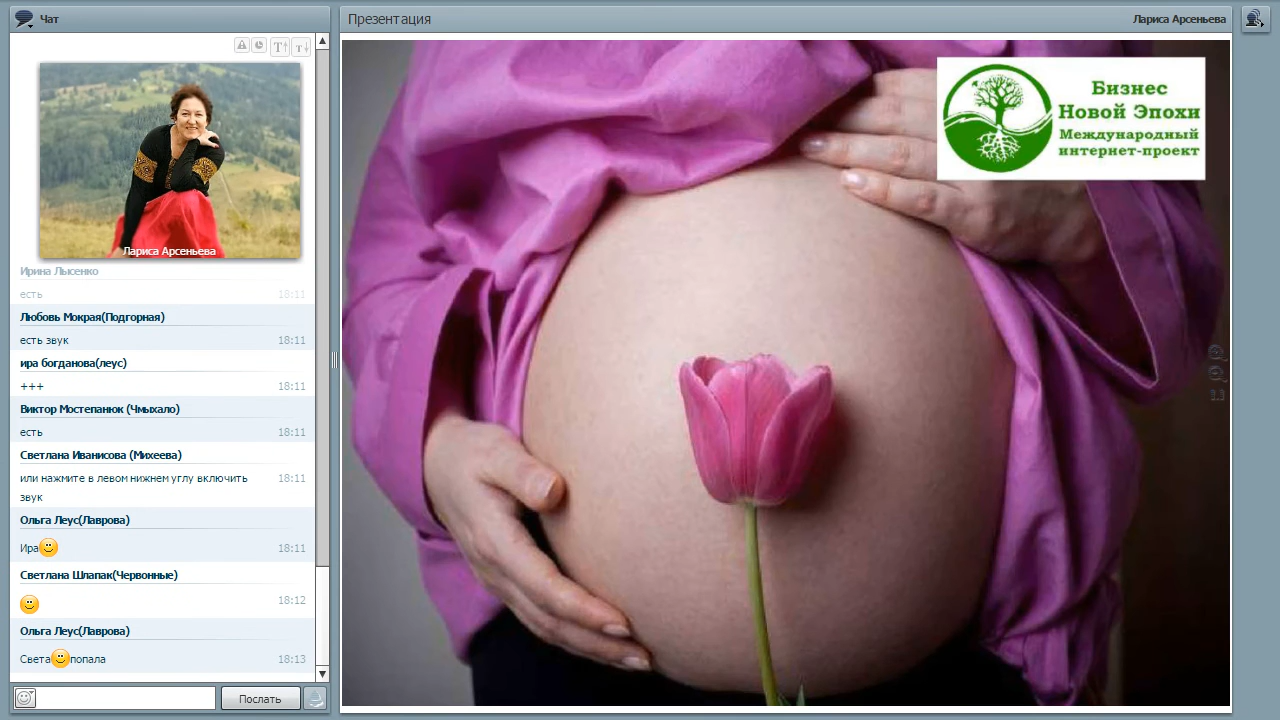 Чат
Лариса Арсеньева
Ирина Лысенко
есть 18:11
Любовь Мокрая(Подгорная)
есть звук 18:11
ира богданова(леус)
+++ 18:11
Виктор Мостепанюк (Чмыхало)
есть 18:11
Светлана Иванисова (Михеева)
или нажмите в левом нижнем углу включить 18:11
звук
Ольга Леус(Лаврова)
Ира 18:11
Светлана Шлапак(Червонные)
18:12
Ольга Леус(Лаврова)
Света попала 18:13
Послать
Презентация Лариса Арсеньева
Бизнес
Новой Эпохи
Международный
интернет-проект